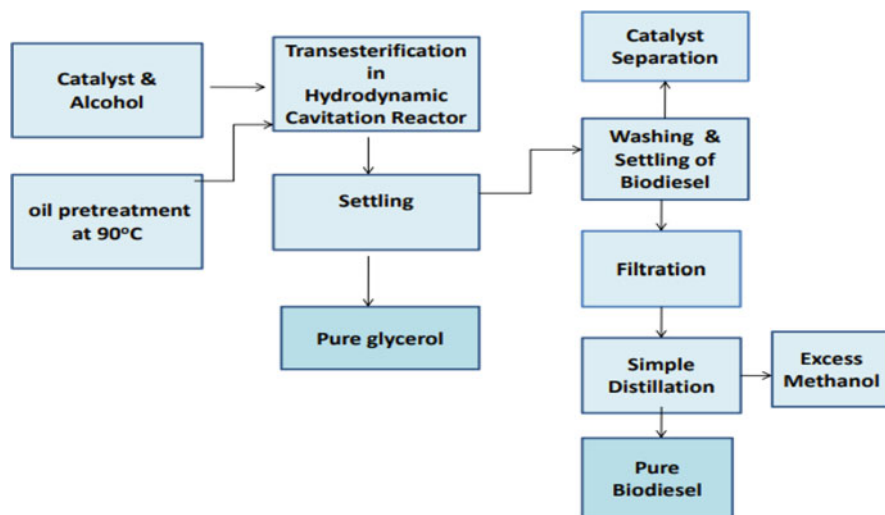 Catalyst &
Alcohol
oil pretreatment
at 90°C
Transesterification
in
Hydrodynamic
Cavitation Reactor
Settling
Pure glycerol
Catalyst
Separation
Washing &
Settling of
Biodiesel
Filtration
Simple
Distillation
Excess
Methanol
Pure
Biodiesel